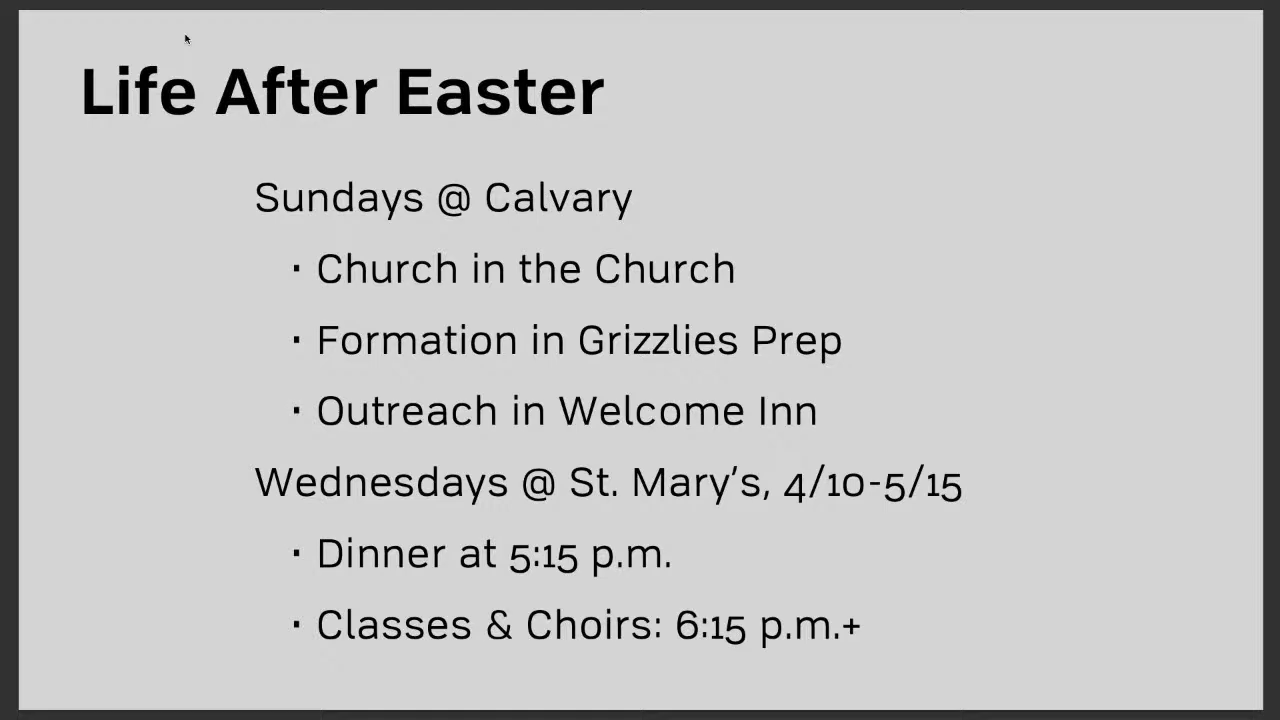 Life After Easter
Sundays @ Calvary
· Church in the Church
· Formation in Grizzlies Prep
· Outreach in Welcome Inn
Wednesdays @ St. Mary’s, 4/10-5/15
· Dinner at 5:15 p.m.
· Classes & Choirs: 6:15 p.m.+